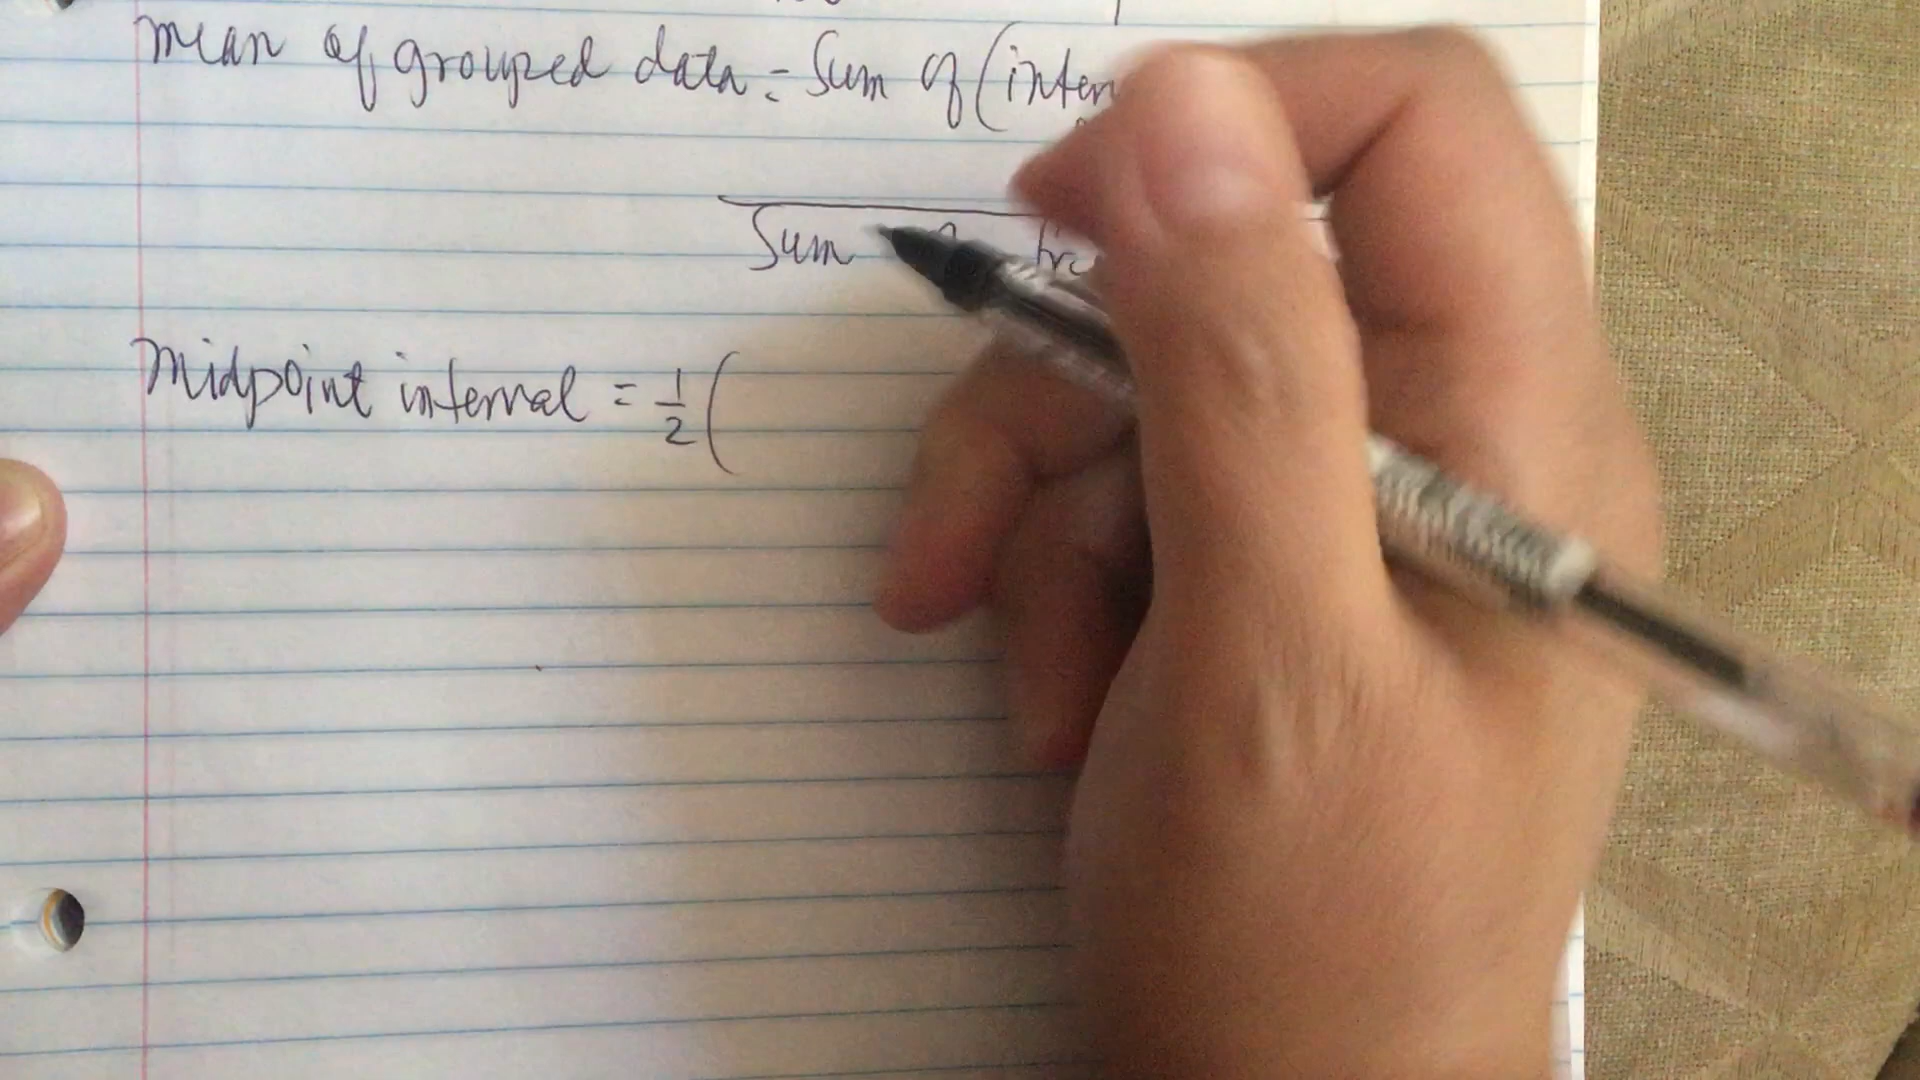 mean of grouped data = Sum of (inter
Sum
Midpoint interval = 1/2 (